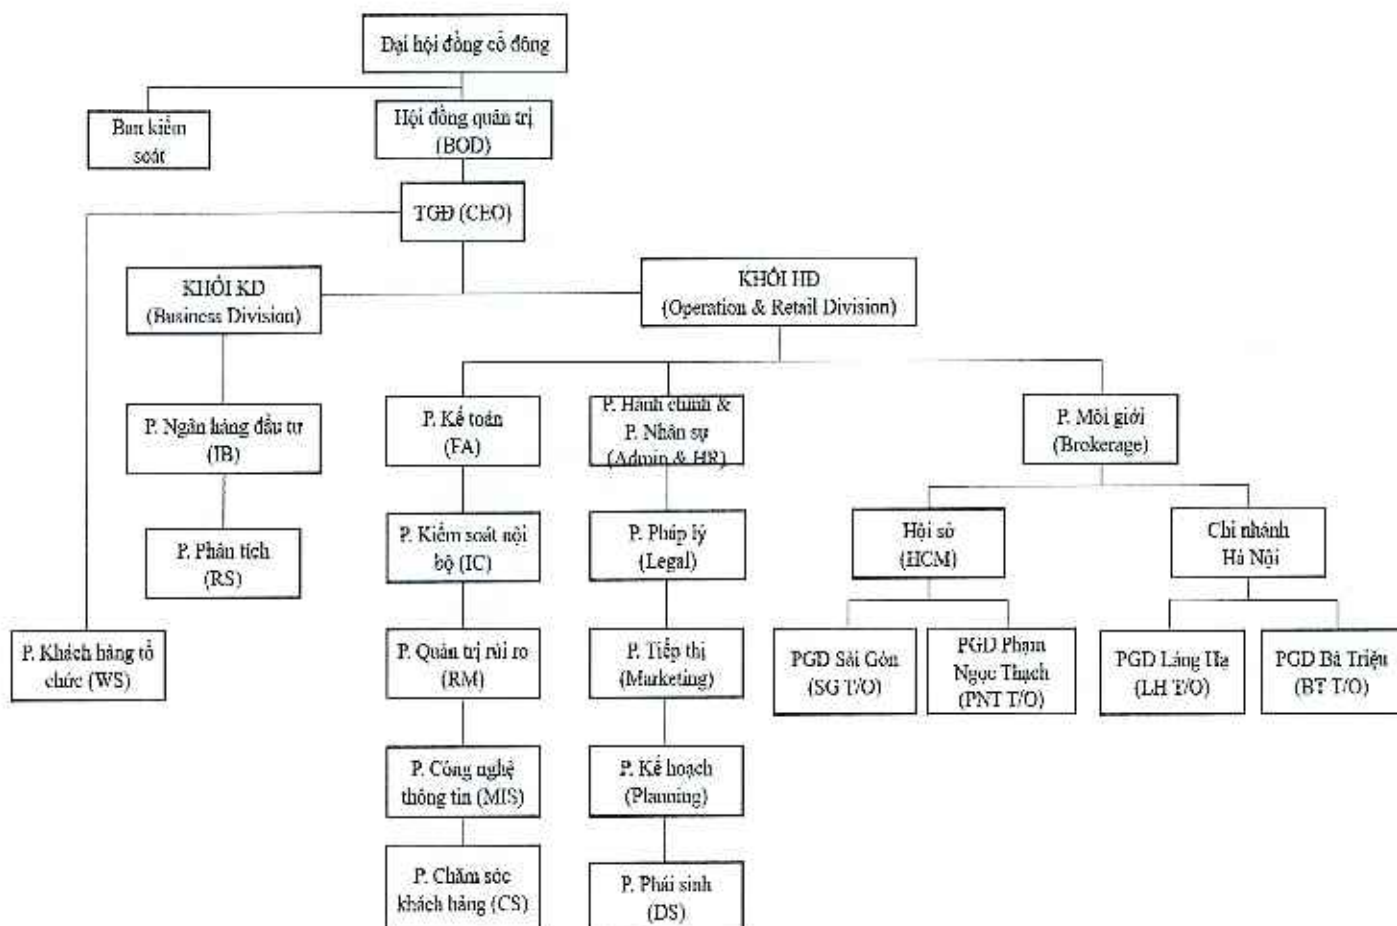 Đại hội đồng cổ đông
Ban kiểm
soát
Hội đồng quản trị
(BOD)
TGĐ (CEO)
KHỐI KD
(Business Division)
KHỐI HĐ
(Operation & Retail Division)
P. Ngân hàng đầu tư
(IB)
P. Kế toán
(FA)
P. Hành chính &
P. Nhân sự
(Admin & HR)
P. Môi giới
(Brokerage)
P. Phân tích
(RS)
P. Kiểm soát nội
bộ (IC)
P. Pháp lý
(Legal)
Hội sở
(HCM)
Chi nhánh
Hà Nội
P. Khách hàng tổ
chức (WS)
P. Quản trị rủi ro
(RM)
P. Tiếp thị
(Marketing)
PGD Sài Gòn
(SG T/O)
PGD Phạm
Ngọc Thạch
(PNT T/O)
PGD Láng Hạ
(LH T/O)
PGD Bà Triệu
(BT T/O)
P. Công nghệ
thông tin (MIS)
P. Kế hoạch
(Planning)
P. Chăm sóc
khách hàng (CS)
P. Phái sinh
(DS)